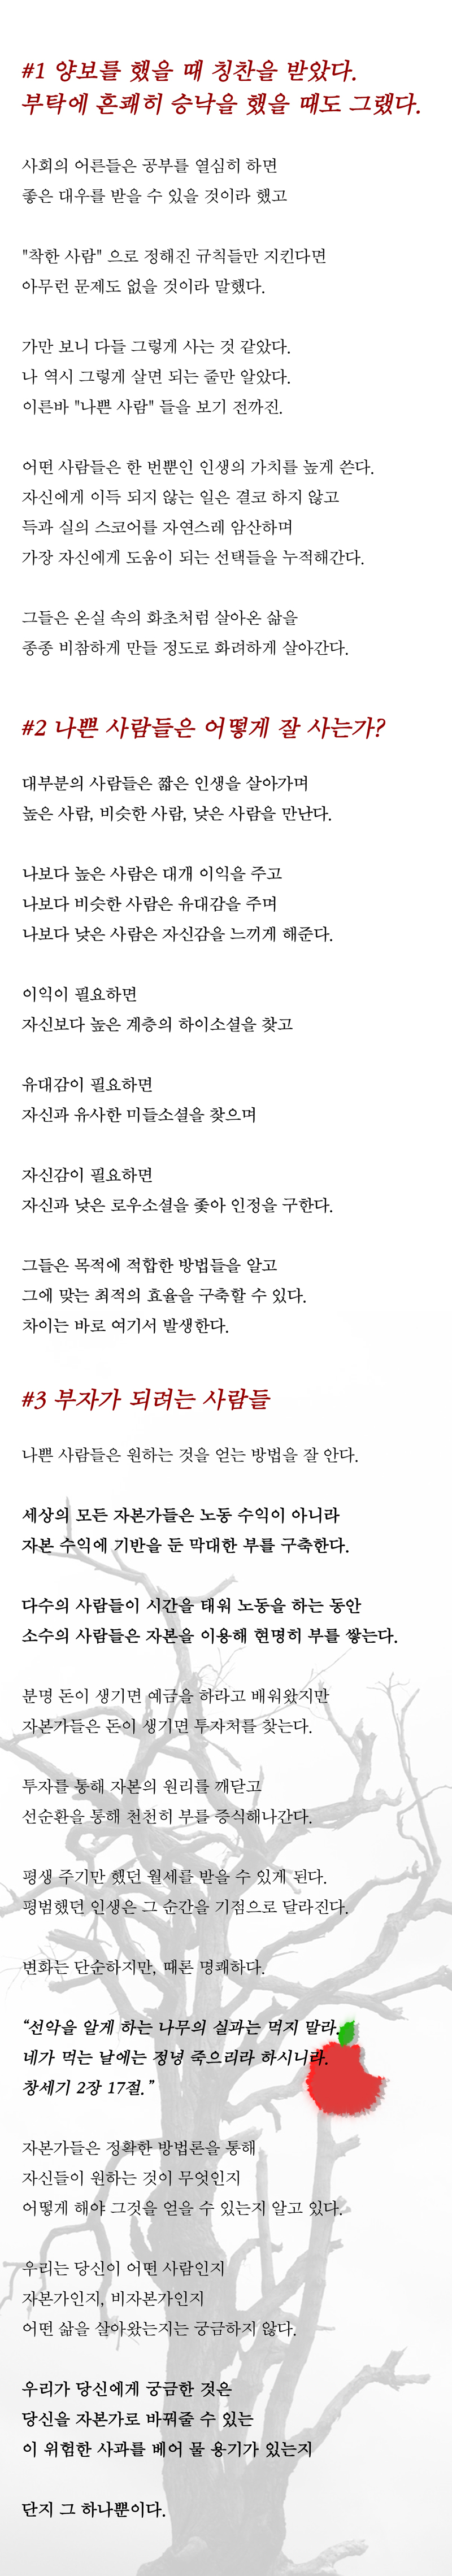 #1 양보를 했을 때 칭찬을 받았다.
부탁에 흔쾌히 승낙을 했을 때도 그랬다.
사회의 어른들은 공부를 열심히 하면
좋은 대우를 받을 수 있을 것이라 했고
"착한 사람" 으로 정해진 규칙들만 지킨다면
아무런 문제도 없을 것이라 말했다.
가만 보니 다들 그렇게 사는 것 같았다.
나 역시 그렇게 살면 되는 줄만 알았다.
이른바 "나쁜 사람" 들을 보기 전까진.
어떤 사람들은 한 번뿐인 인생의 가치를 높게 쓴다.
자신에게 이득 되지 않는 일은 결코 하지 않고
득과 실의 스코어를 자연스레 암산하며
가장 자신에게 도움이 되는 선택들을 누적해간다.
그들은 온실 속의 화초처럼 살아온 삶을
종종 비참하게 만들 정도로 화려하게 살아간다.
#2 나쁜 사람들은 어떻게 잘 사는가?
대부분의 사람들은 짧은 인생을 살아가며
높은 사람, 비슷한 사람, 낮은 사람을 만난다.
나보다 높은 사람은 대개 이익을 주고
나보다 비슷한 사람은 유대감을 주며
나보다 낮은 사람은 자신감을 느끼게 해준다.
이익이 필요하면
자신보다 높은 계층의 하이소셜을 찾고
유대감이 필요하면
자신과 유사한 미들소셜을 찾으며
자신감이 필요하면
자신과 낮은 로우소셜을 좇아 인정을 구한다.
그들은 목적에 적합한 방법들을 알고
그에 맞는 최적의 효율을 구축할 수 있다.
차이는 바로 여기서 발생한다.
#3 부자가 되려는 사람들
나쁜 사람들은 원하는 것을 얻는 방법을 잘 안다.
세상의 모든 자본가들은 노동 수익이 아니라
자본 수익에 기반을 둔 막대한 부를 구축한다.
다수의 사람들이 시간을 태워 노동을 하는 동안
소수의 사람들은 자본을 이용해 현명히 부를 쌓는다.
분명 돈이 생기면 예금을 하라고 배워왔지만
자본가들은 돈이 생기면 투자처를 찾는다.
투자를 통해 자본의 원리를 깨닫고
선순환을 통해 천천히 부를 증식해나간다.
평생 주기만 했던 월세를 받을 수 있게 된다.
평범했던 인생은 그 순간을 기점으로 달라진다.
변화는 단순하지만, 때론 명쾌하다.
“선악을 알게 하는 나무의 실과는 먹지 말라.
네가 먹는 날에는 정녕 죽으리라 하시니라.
창세기 2장 17절.”
자본가들은 정확한 방법론을 통해
자신들이 원하는 것이 무엇인지
어떻게 해야 그것을 얻을 수 있는지 알고 있다.
우리는 당신이 어떤 사람인지
자본가인지, 비자본가인지
어떤 삶을 살아왔는지는 궁금하지 않다.
우리가 당신에게 궁금한 것은
당신을 자본가로 바꿔줄 수 있는
이 위험한 사과를 베어 물 용기가 있는지
단지 그 하나뿐이다.